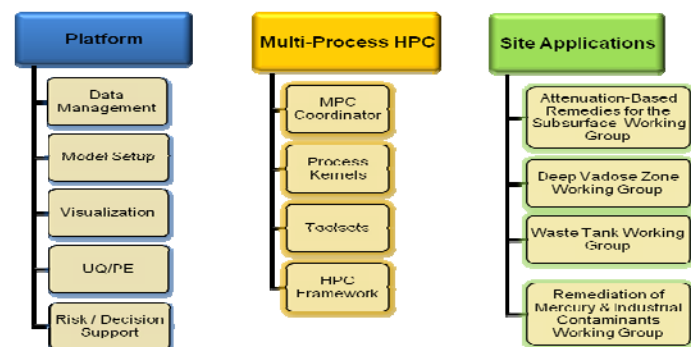 Platform
Data
Management
Model Setup
Visualization
UQ/PE
Risk / Decision
Support
Multi-Process HPC
MPC
Coordinator
Process
Kernels
Toolsets
HPC
Framework
Site Applications
Attenuation-Based
Remedies for the
Subsurface Working
Group
Deep Vadose Zone
Working Group
Waste Tank Working
Group
Remediation of
Mercury & Industrial
Contaminants
Working Group